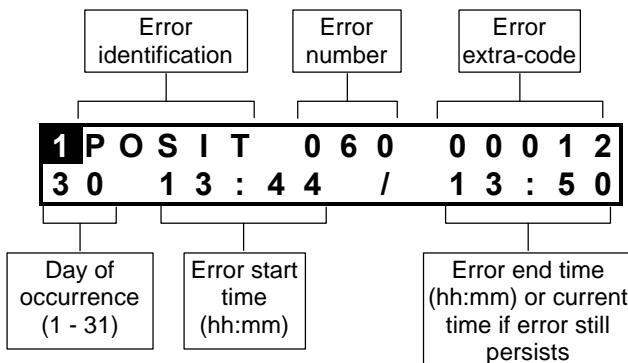 Error
identification
Error
number
Error
extra-code
1POSIT 060 00012
30 13:44 / 13:50
Day of
occurrence
(1 - 31)
Error start
time
(hh:mm)
Error end time
(hh:mm) or current
time if error still
persists